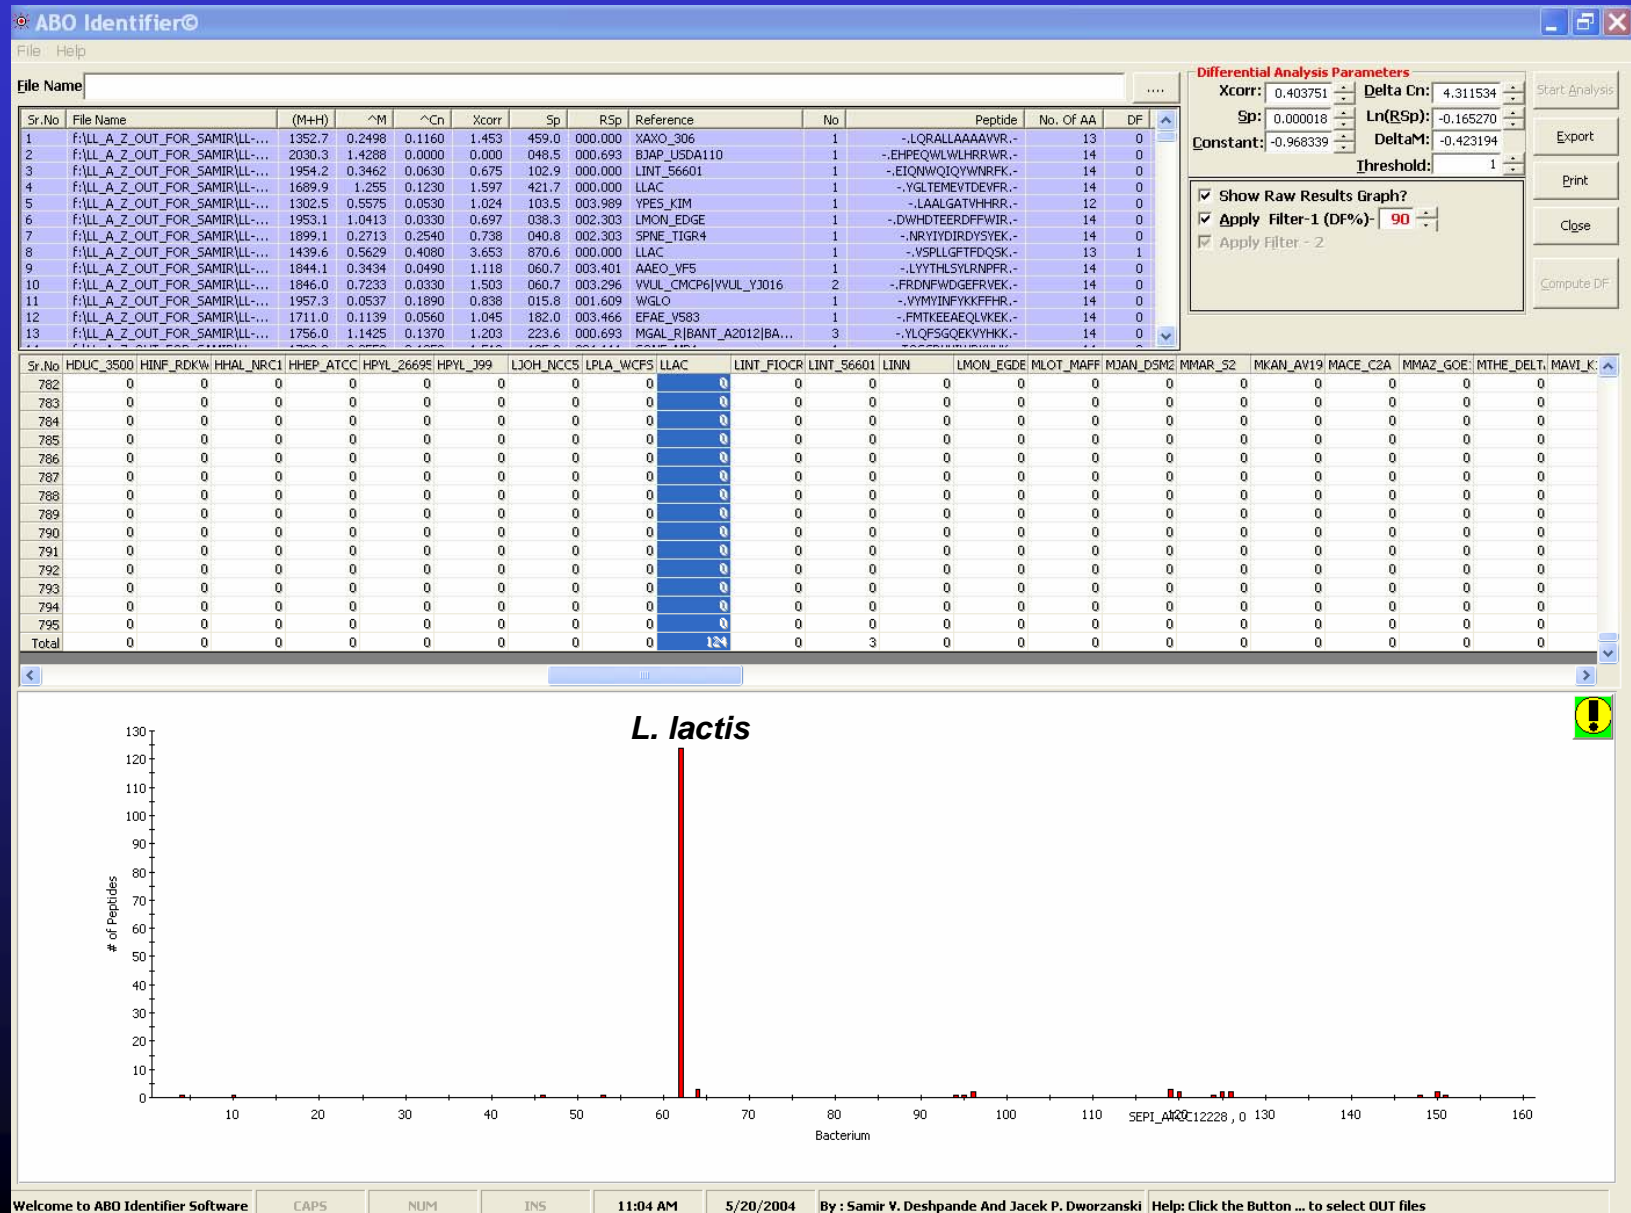 ABO Identifier©
File Help
File Name ....
Differential Analysis Parameters
Xcorr: 0.403751 Delta Cn: 4.311534
Sp: 0.000018 Ln(RSp): -0.165270
Constant: -0.968339 DeltaM: -0.423194
Threshold: 1
Show Raw Results Graph?
Apply Filter-1 (DF%)- 90
Apply Filter - 2
Start Analysis
Export
Print
Close
Compute DF
Sr.No File Name (M+H) ^M ^Cn Xcorr Sp RSp Reference No Peptide No. Of AA DF
1 f:\LL_A_Z_OUT_FOR_SAMIR\LL-... 1352.7 0.2498 0.1160 1.453 459.0 000.000 XAXO_306 1 -.LQRALLAAAAVVR.- 13 0
2 f:\LL_A_Z_OUT_FOR_SAMIR\LL-... 2030.3 1.4288 0.0000 0.000 048.5 000.693 BJAP_USDA110 1 -.EHPEQWLWLHRRWR.- 14 0
3 f:\LL_A_Z_OUT_FOR_SAMIR\LL-... 1954.2 0.3462 0.0630 0.675 102.9 000.000 LINT_56601 1 -.EIQNWQIQYWNRFK.- 14 0
4 f:\LL_A_Z_OUT_FOR_SAMIR\LL-... 1689.9 1.255 0.1230 1.597 421.7 000.000 LLAC 1 -.YGLTEMEVTDEVFR.- 14 0
5 f:\LL_A_Z_OUT_FOR_SAMIR\LL-... 1302.5 0.5575 0.0530 1.024 103.5 003.989 YPES_KIM 1 -.LAALGATVHHRR.- 12 0
6 f:\LL_A_Z_OUT_FOR_SAMIR\LL-... 1953.1 1.0413 0.0330 0.697 038.3 002.303 LMON_EDGE 1 -.DWHDTEERDFFWIR.- 14 0
7 f:\LL_A_Z_OUT_FOR_SAMIR\LL-... 1899.1 0.2713 0.2540 0.738 040.8 002.303 SPNE_TIGR4 1 -.NRYIYDIRDYSYEK.- 14 0
8 f:\LL_A_Z_OUT_FOR_SAMIR\LL-... 1439.6 0.5629 0.4080 3.653 870.6 000.000 LLAC 1 -.VSPLLGFTFDQSK.- 13 1
9 f:\LL_A_Z_OUT_FOR_SAMIR\LL-... 1844.1 0.3434 0.0490 1.118 060.7 003.401 AAEO_VF5 1 -.LYYTHLSYLRNPFR.- 14 0
10 f:\LL_A_Z_OUT_FOR_SAMIR\LL-... 1846.0 0.7233 0.0330 1.503 060.7 003.296 VVUL_CMCP6|VVUL_YJ016 2 -.FRDNFWDGEFRVEK.- 14 0
11 f:\LL_A_Z_OUT_FOR_SAMIR\LL-... 1957.3 0.0537 0.1890 0.838 015.8 001.609 WGLO 1 -.VYMYINFYKKFFHR.- 14 0
12 f:\LL_A_Z_OUT_FOR_SAMIR\LL-... 1711.0 0.1139 0.0560 1.045 182.0 003.466 EFAE_V583 1 -.FMTKEEAEQLVKEK.- 14 0
13 f:\LL_A_Z_OUT_FOR_SAMIR\LL-... 1756.0 1.1425 0.1370 1.203 223.6 000.693 MGAL_R|BANT_A2012|BA... 3 -.YLQFSGQEKVYHKK.- 14 0
Sr.No HDUC_3500 HINF_RDKW HHAL_NRC1 HHEP_ATCC HPYL_26695 HPYL_J99 LJOH_NCC5 LPLA_WCFS LLAC LINT_FIOCR LINT_56601 LINN LMON_EGDE MLOT_MAFF MJAN_DSM2 MMAR_S2 MKAN_AV19 MACE_C2A MMAZ_GOE1 MTHE_DELT MAVI_K
782 0 0 0 0 0 0 0 0 0 0 0 0 0 0 0 0 0 0 0 0
783 0 0 0 0 0 0 0 0 0 0 0 0 0 0 0 0 0 0 0 0
784 0 0 0 0 0 0 0 0 0 0 0 0 0 0 0 0 0 0 0 0
785 0 0 0 0 0 0 0 0 0 0 0 0 0 0 0 0 0 0 0 0
786 0 0 0 0 0 0 0 0 0 0 0 0 0 0 0 0 0 0 0 0
787 0 0 0 0 0 0 0 0 0 0 0 0 0 0 0 0 0 0 0 0
788 0 0 0 0 0 0 0 0 0 0 0 0 0 0 0 0 0 0 0 0
789 0 0 0 0 0 0 0 0 0 0 0 0 0 0 0 0 0 0 0 0
790 0 0 0 0 0 0 0 0 0 0 0 0 0 0 0 0 0 0 0 0
791 0 0 0 0 0 0 0 0 0 0 0 0 0 0 0 0 0 0 0 0
792 0 0 0 0 0 0 0 0 0 0 0 0 0 0 0 0 0 0 0 0
793 0 0 0 0 0 0 0 0 0 0 0 0 0 0 0 0 0 0 0 0
794 0 0 0 0 0 0 0 0 0 0 0 0 0 0 0 0 0 0 0 0
795 0 0 0 0 0 0 0 0 0 0 0 0 0 0 0 0 0 0 0 0
Total 0 0 0 0 0 0 0 0 124 0 3 0 0 0 0 0 0 0 0 0
L. lactis
130
120
110
100
90
80
70
60
50
40
30
20
10
0
# of Peptides
10 20 30 40 50 60 70 80 90 100 110 120 130 140 150 160
SEPI_ATCC12228 , 0
Bacterium
Welcome to ABO Identifier Software CAPS NUM INS 11:04 AM 5/20/2004 By : Samir V. Deshpande And Jacek P. Dworzanski Help: Click the Button ... to select OUT files